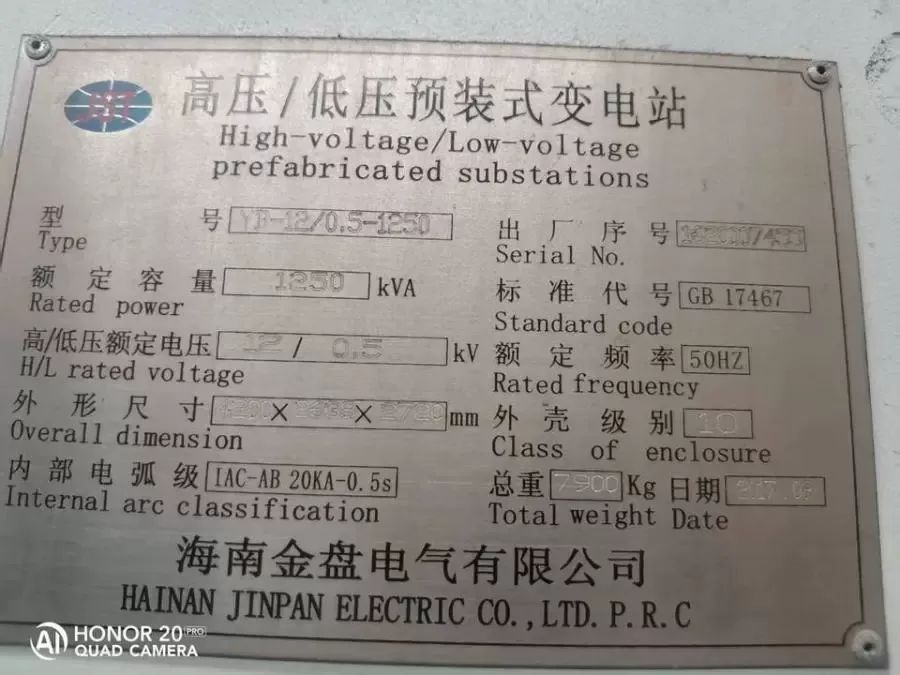 JST
高压/低压预装式变电站
High-voltage/Low-voltage
prefabricated substations
型 号 YB-12/0.5-1250
Type
出厂序号
Serial No.
额定容量 1250 kVA
Rated power
标准代号 GB 17467
Standard code
高/低压额定电压 12 / 0.5 kV
H/L rated voltage
额定频率 50HZ
Rated frequency
外形尺寸 × × mm
Overall dimension
外壳级别 10
Class of enclosure
内部电弧级 IAC-AB 20KA-0.5s
Internal arc classification
总重 7900 Kg 日期 2017.09
Total weight Date
海南金盘电气有限公司
HAINAN JINPAN ELECTRIC CO.,LTD. P.R.C
AI HONOR 20 PRO
QUAD CAMERA